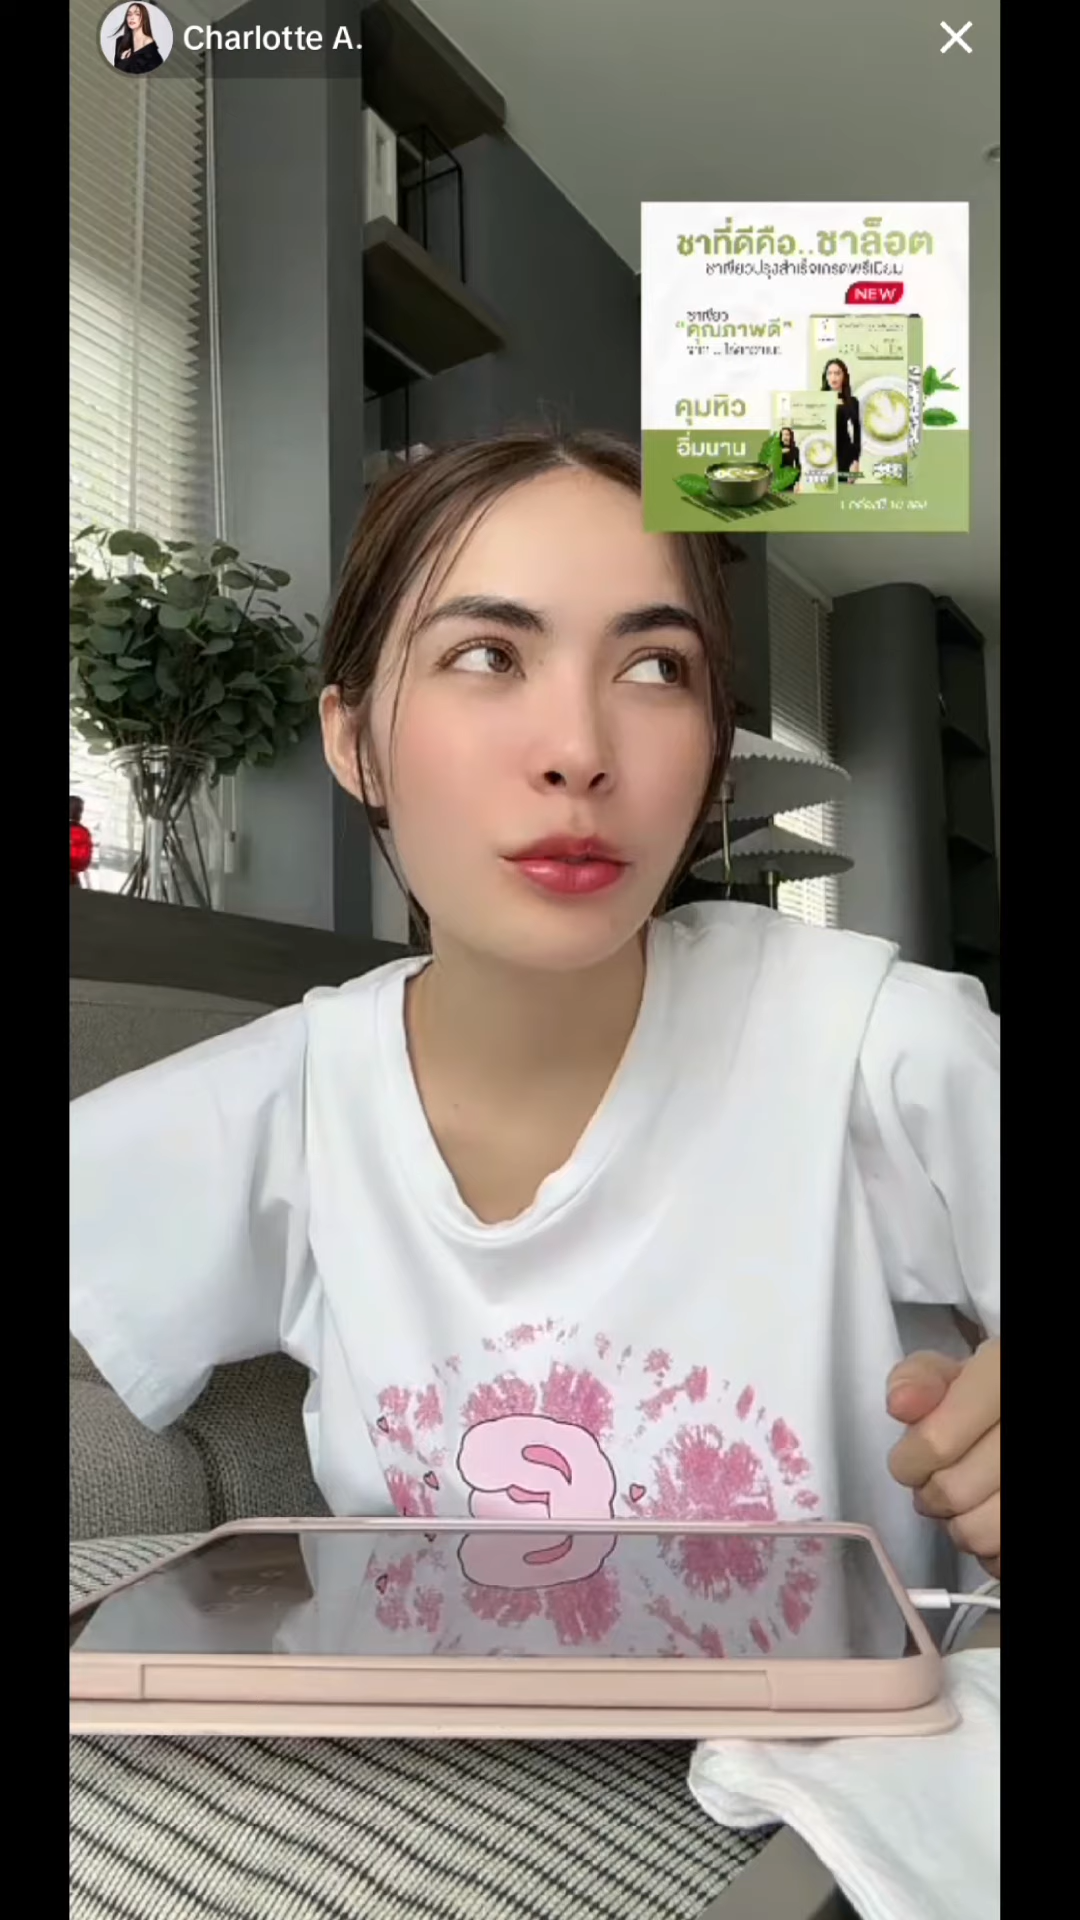 Charlotte A.
ชาที่ดีคือ..ชาล็อต
ชาเขียวปรุงสำเร็จเกรดพรีเมียม
NEW
ชาเขียว
“คุณภาพดี”
คุมหิว
อิ่มนาน